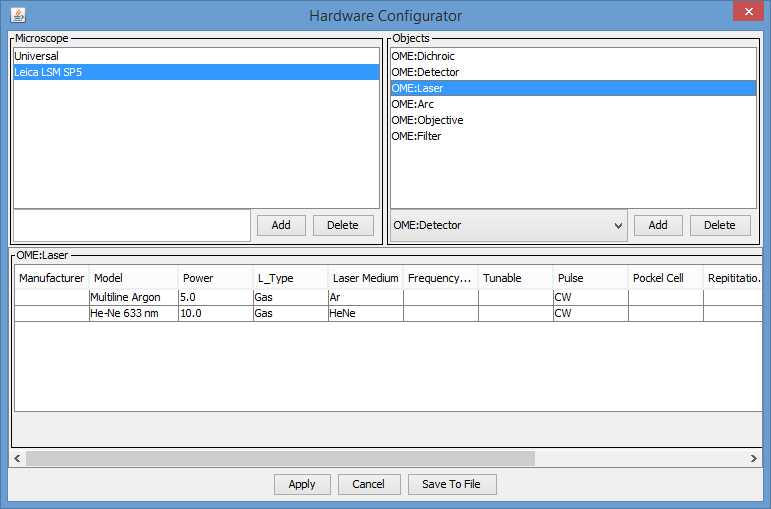 Hardware Configurator
Microscope
Universal
Leica LSM SP5
Add Delete
Objects
OME:Dichroic
OME:Detector
OME:Laser
OME:Arc
OME:Objective
OME:Filter
OME:Detector Add Delete
OME:Laser
Manufacturer Model Power L_Type Laser Medium Frequency... Tunable Pulse Pockel Cell Repititatio...
Multiline Argon 5.0 Gas Ar CW
He-Ne 633 nm 10.0 Gas HeNe CW
Apply Cancel Save To File